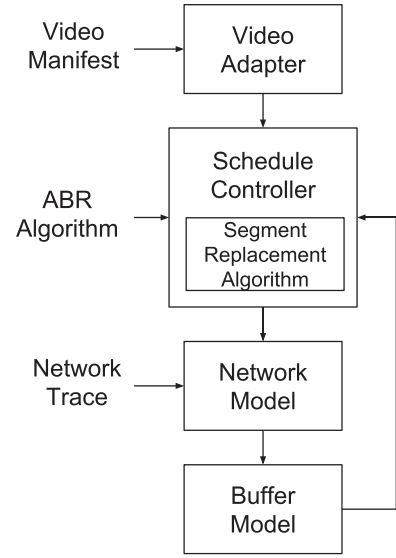 Video
Manifest
Video
Adapter
Schedule
Controller
ABR
Algorithm
Segment
Replacement
Algorithm
Network
Trace
Network
Model
Buffer
Model